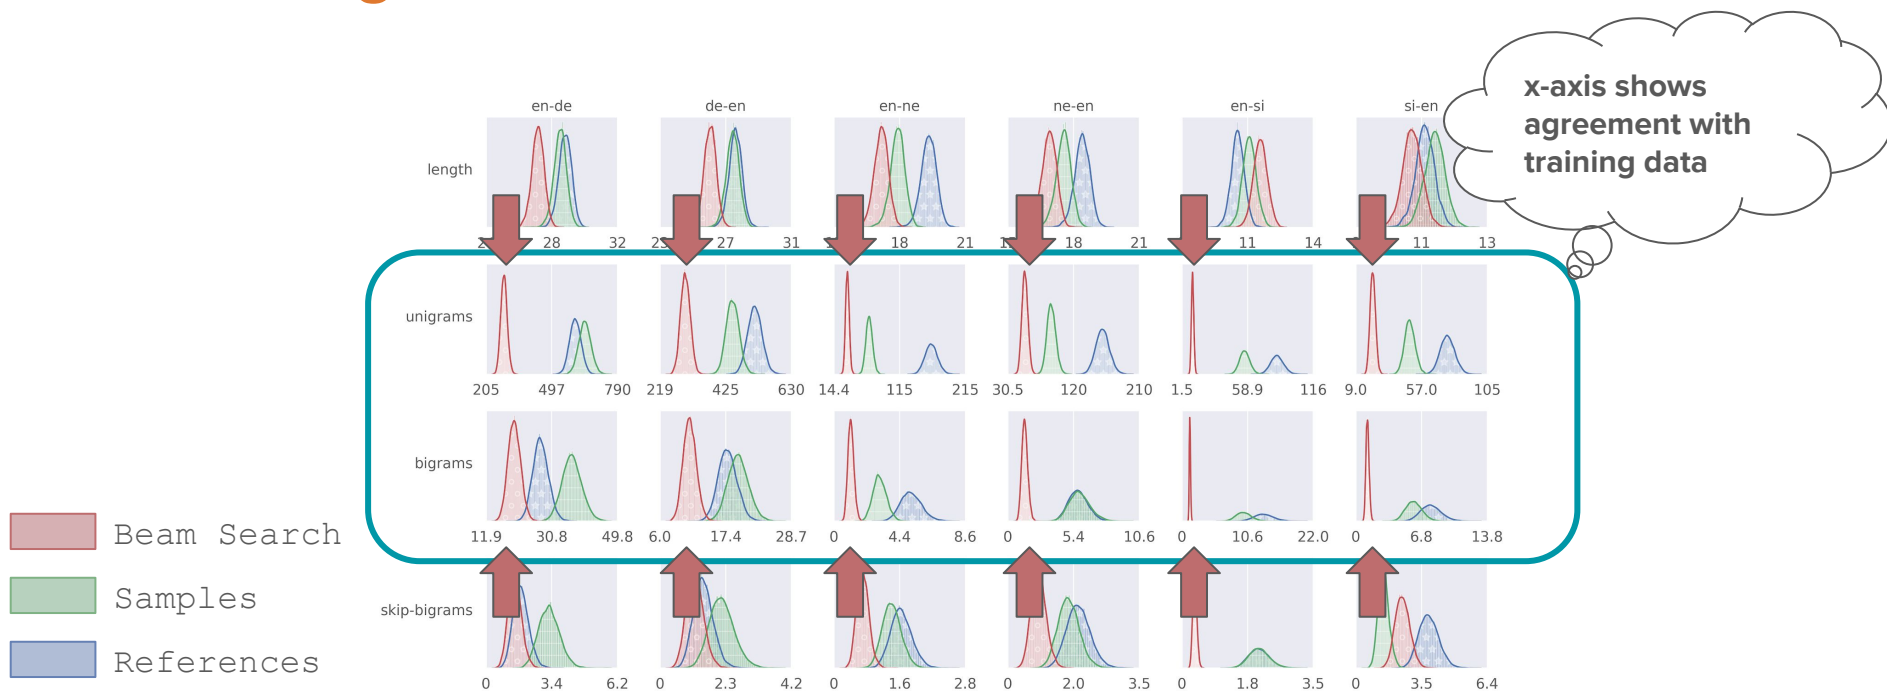 x-axis shows
agreement with
training data
en-de de-en en-ne ne-en en-si si-en
length
28 32 27 31 18 21 18 21 11 14 11 13
unigrams
205 497 790 219 425 630 14.4 115 215 30.5 120 210 1.5 58.9 116 9.0 57.0 105
bigrams
11.9 30.8 49.8 6.0 17.4 28.7 0 4.4 8.6 0 5.4 10.6 0 10.6 22.0 0 6.8 13.8
skip-bigrams
0 3.4 6.2 0 2.3 4.2 0 1.6 2.8 0 2.0 3.5 0 1.8 3.5 0 3.5 6.4
Beam Search
Samples
References